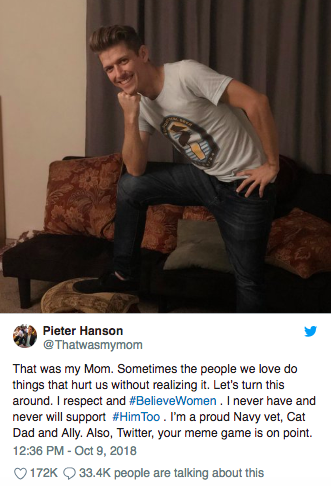 Pieter Hanson
@Thatwasmymom
That was my Mom. Sometimes the people we love do
things that hurt us without realizing it. Let's turn this
around. I respect and #BelieveWomen . I never have and
never will support #HimToo . I'm a proud Navy vet, Cat
Dad and Ally. Also, Twitter, your meme game is on point.
12:36 PM - Oct 9, 2018
172K 33.4K people are talking about this